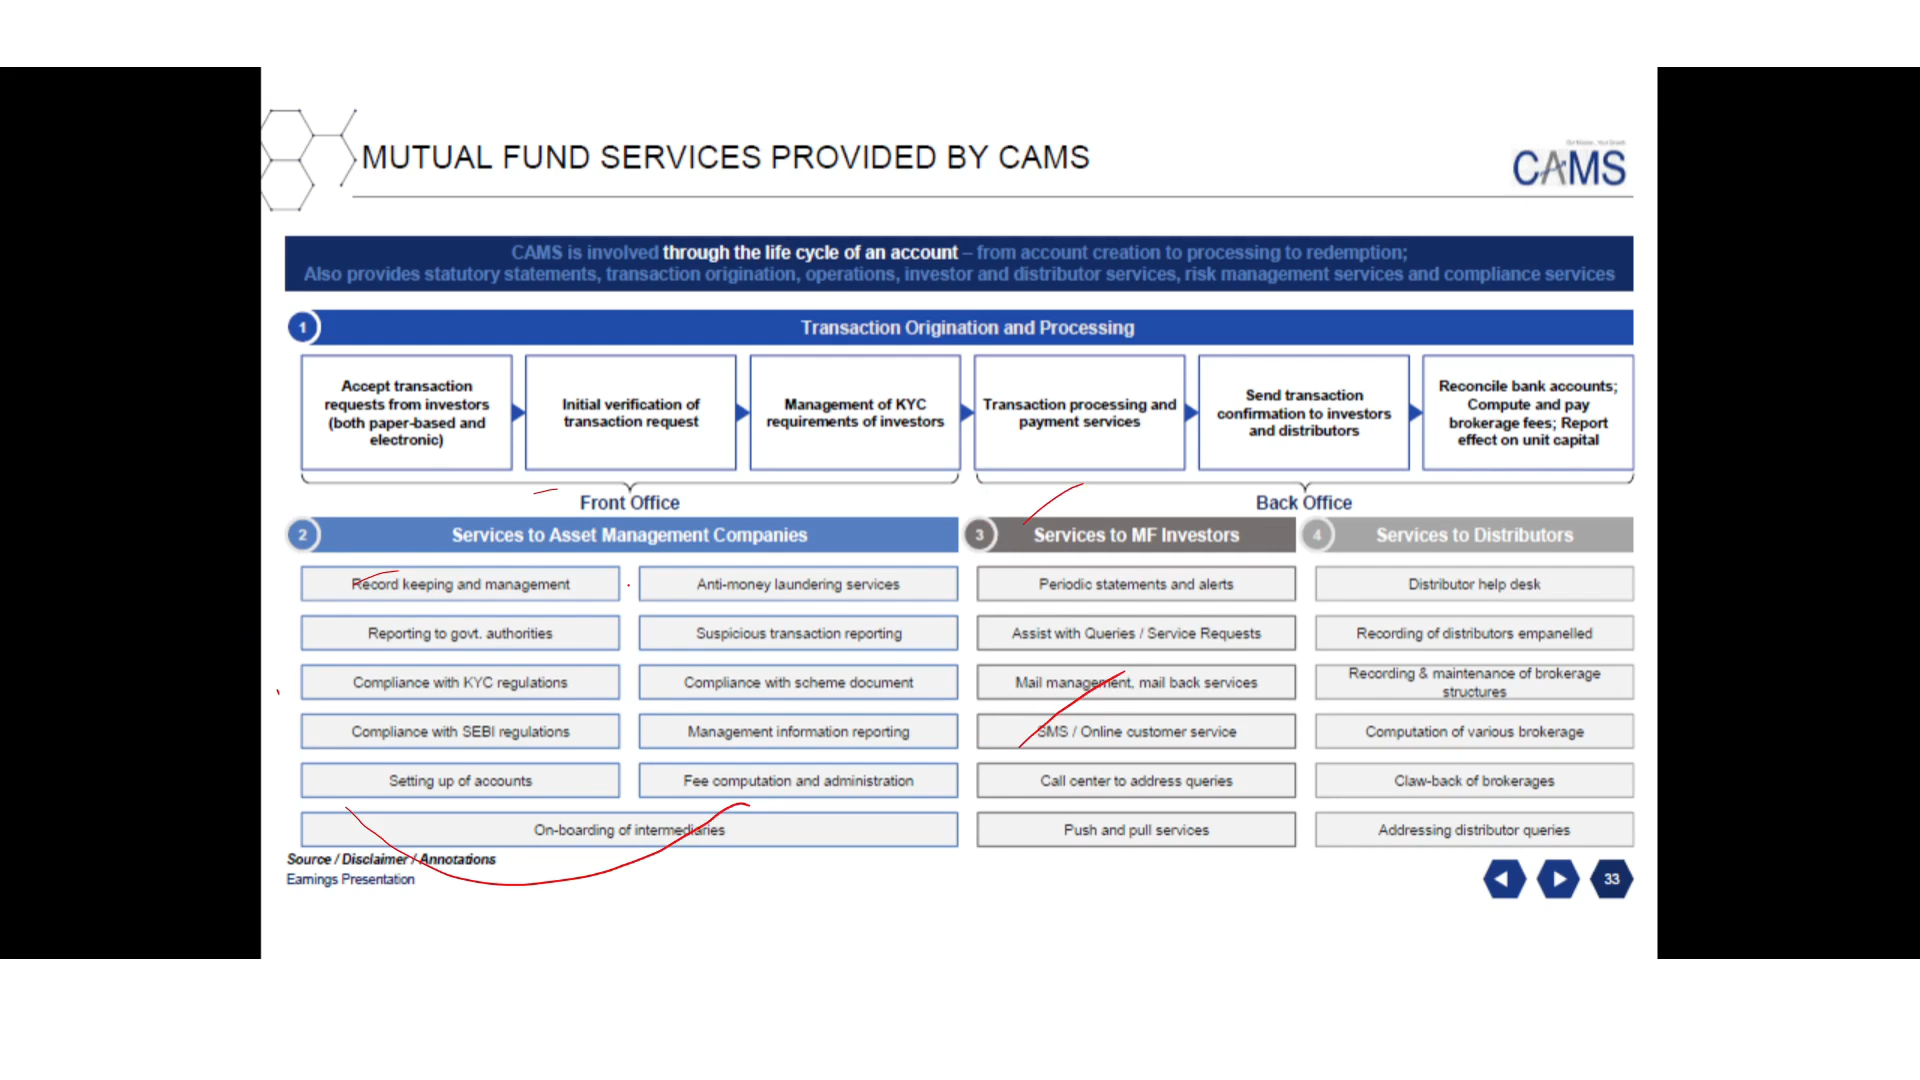 MUTUAL FUND SERVICES PROVIDED BY CAMS
CAMS
CAMS is involved through the life cycle of an account – from account creation to processing to redemption;
Also provides statutory statements, transaction origination, operations, investor and distributor services, risk management services and compliance services
1
Transaction Origination and Processing
Accept transaction
requests from investors
(both paper-based and
electronic)
Initial verification of
transaction request
Management of KYC
requirements of investors
Transaction processing and
payment services
Send transaction
confirmation to investors
and distributors
Reconcile bank accounts;
Compute and pay
brokerage fees; Report
effect on unit capital
Front Office
Back Office
2
Services to Asset Management Companies
Record keeping and management
Anti-money laundering services
Reporting to govt. authorities
Suspicious transaction reporting
Compliance with KYC regulations
Compliance with scheme document
Compliance with SEBI regulations
Management information reporting
Setting up of accounts
Fee computation and administration
On-boarding of intermediaries
3
Services to MF Investors
Periodic statements and alerts
Assist with Queries / Service Requests
Mail management, mail back services
SMS / Online customer service
Call center to address queries
Push and pull services
4
Services to Distributors
Distributor help desk
Recording of distributors empanelled
Recording & maintenance of brokerage
structures
Computation of various brokerage
Claw-back of brokerages
Addressing distributor queries
Source / Disclaimer / Annotations
Earnings Presentation
33